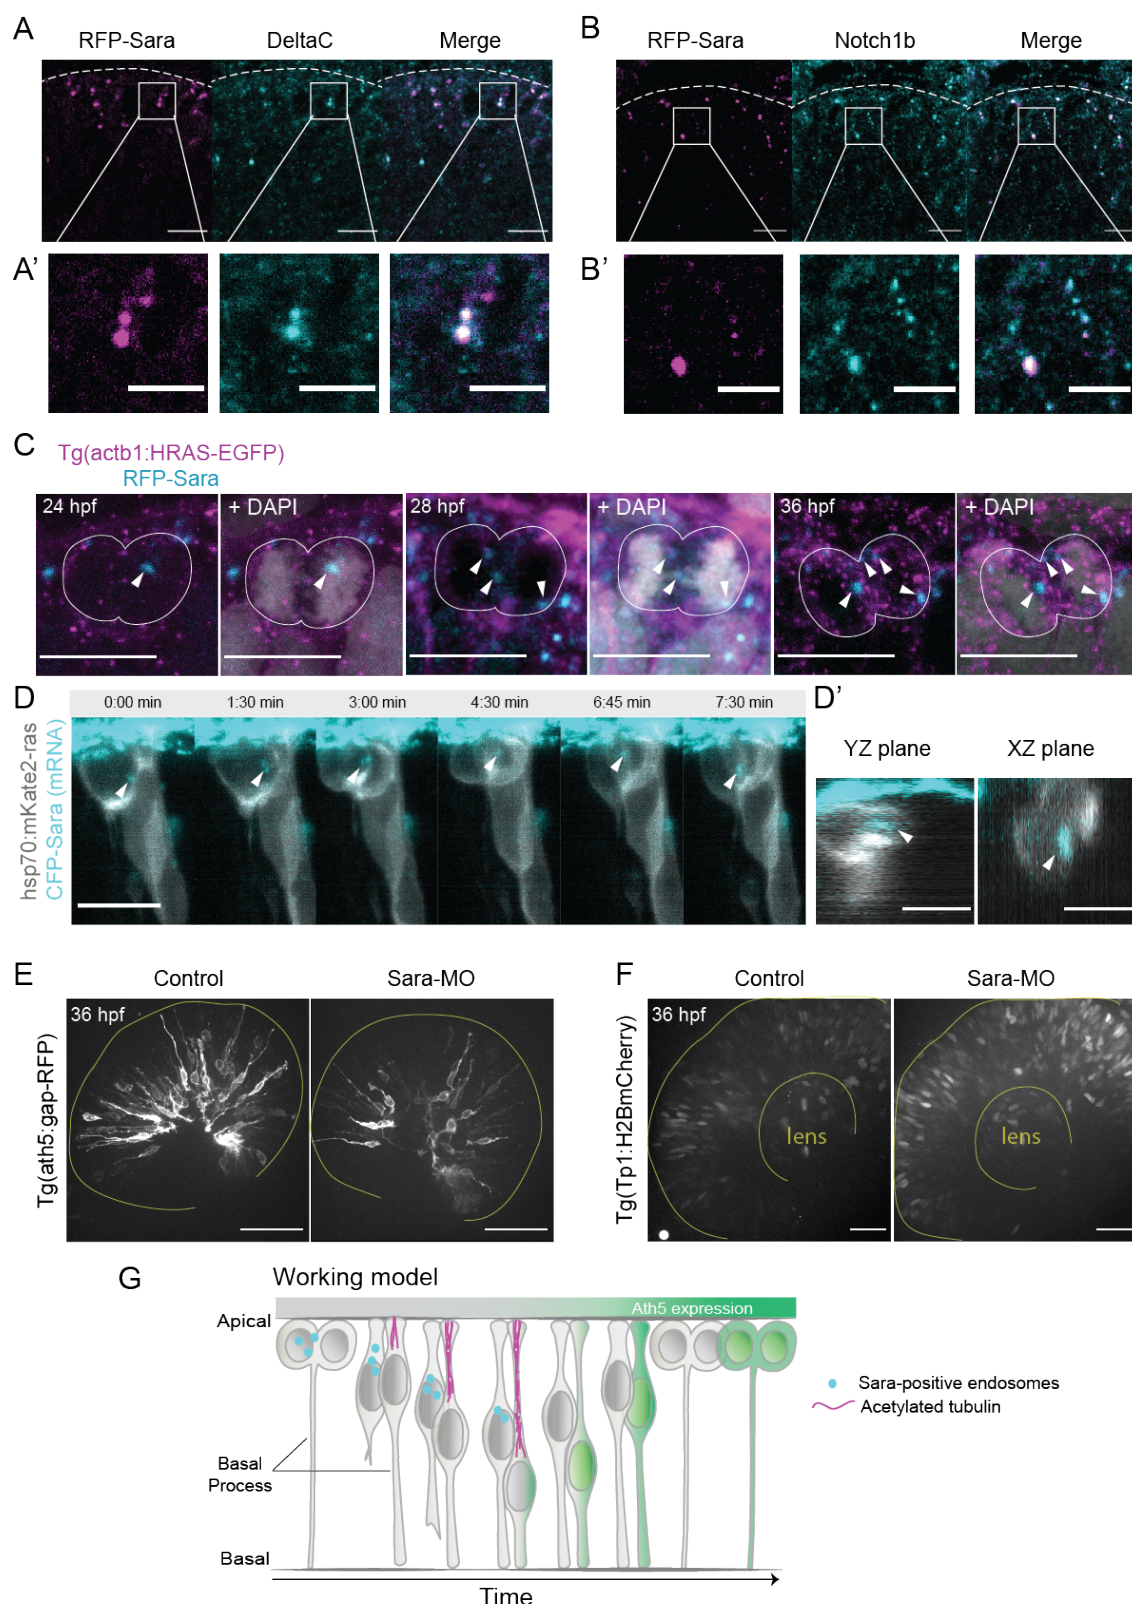 A
RFP-Sara
DeltaC
Merge
B
RFP-Sara
Notch1b
Merge
A'
B'
C
Tg(actb1:HRAS-EGFP)
RFP-Sara
24 hpf
+ DAPI
28 hpf
+ DAPI
36 hpf
+ DAPI
D
0:00 min
1:30 min
3:00 min
4:30 min
6:45 min
7:30 min
hsp70:mKate2-ras
CFP-Sara (mRNA)
D'
YZ plane
XZ plane
E
Control
Sara-MO
36 hpf
Tg(ath5:gap-RFP)
F
Control
Sara-MO
36 hpf
lens
lens
Tg(Tp1:H2BmCherry)
G
Working model
Ath5 expression
Apical
Sara-positive endosomes
Acetylated tubulin
Basal
Process
Basal
Time